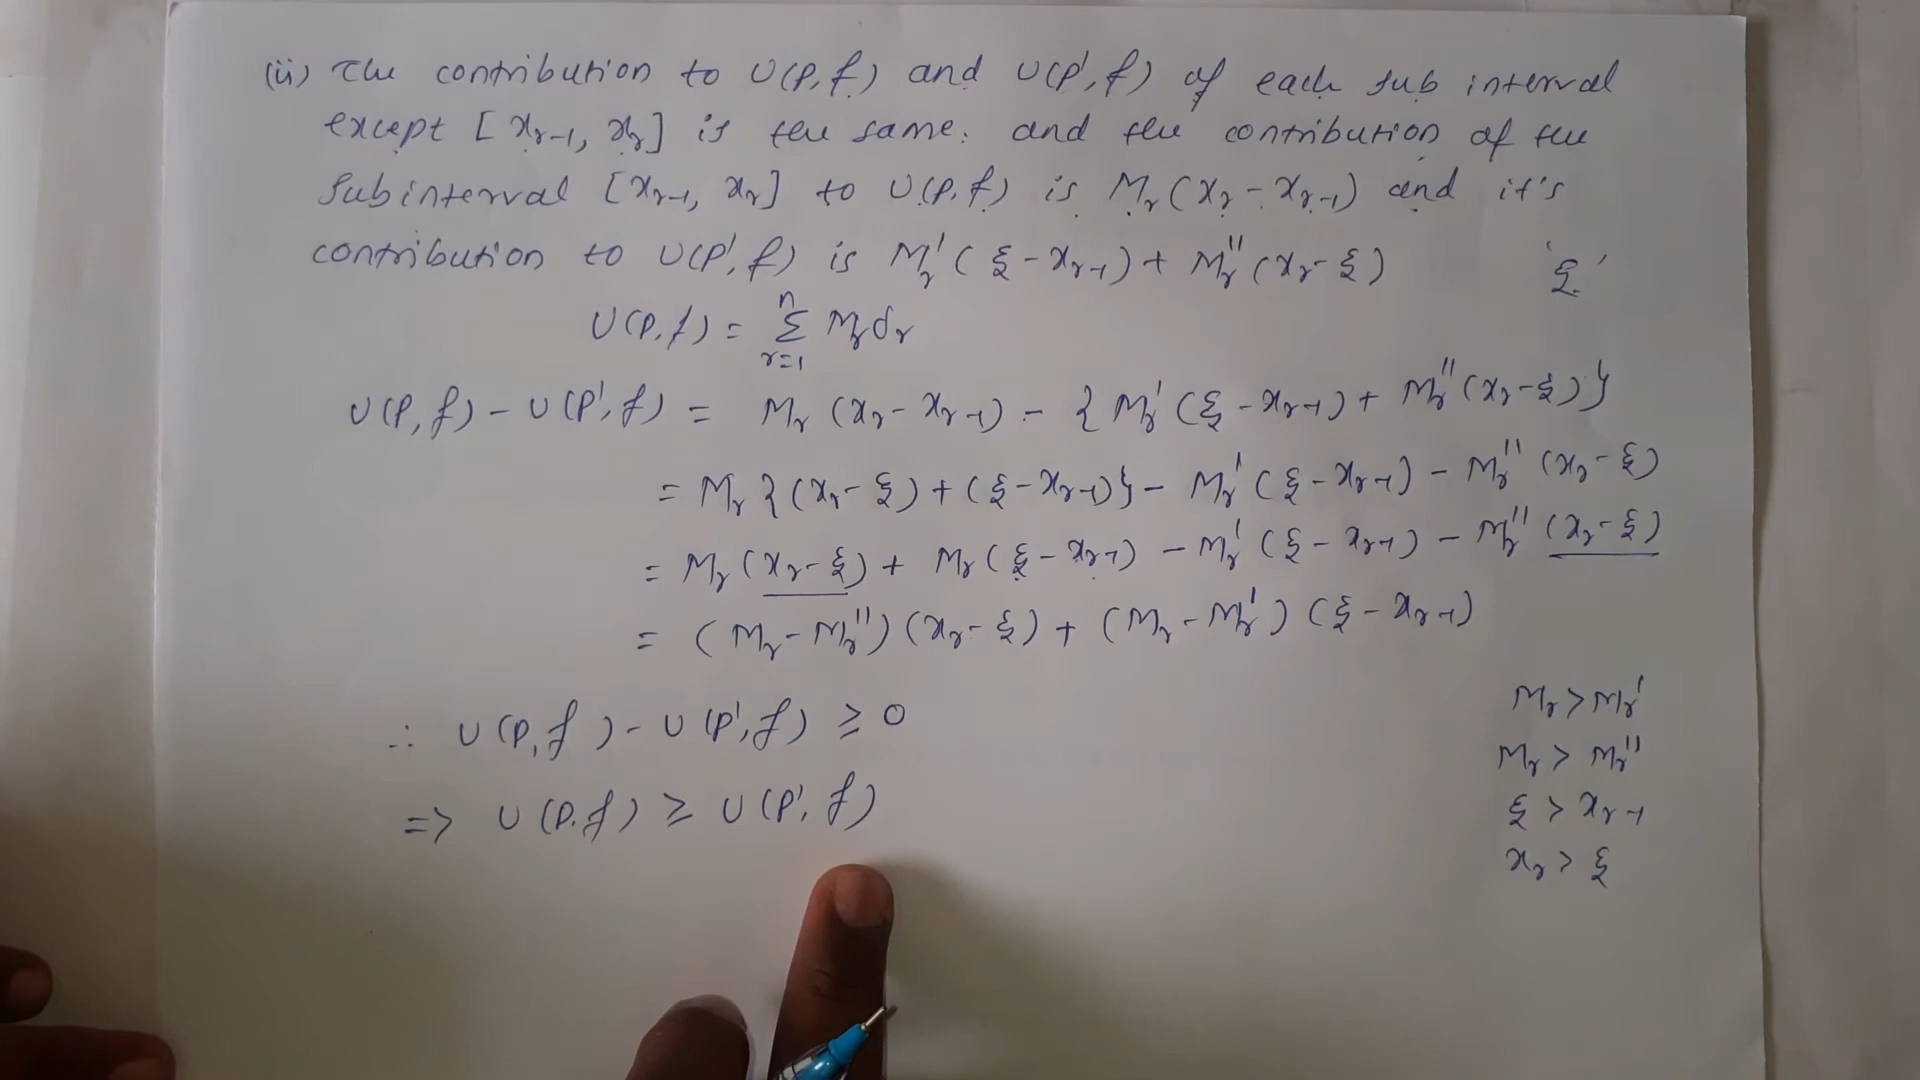 (ii) The contribution to U(P, f) and U(P', f) of each sub interval
except [x_{r-1}, x_r] is the same. and the contribution of the
subinterval [x_{r-1}, x_r] to U(P, f) is M_r (x_r - x_{r-1}) and it's
contribution to U(P', f) is M_r' (ξ - x_{r-1}) + M_r'' (x_r - ξ) 'ξ'
U(P, f) = Σ_{r=1}^{n} M_r δ_r
U(P, f) - U(P', f) = M_r (x_r - x_{r-1}) - { M_r' (ξ - x_{r-1}) + M_r'' (x_r - ξ) }
= M_r {(x_r - ξ) + (ξ - x_{r-1})} - M_r' (ξ - x_{r-1}) - M_r'' (x_r - ξ)
= M_r (x_r - ξ) + M_r (ξ - x_{r-1}) - M_r' (ξ - x_{r-1}) - M_r'' (x_r - ξ)
= (M_r - M_r'') (x_r - ξ) + (M_r - M_r') (ξ - x_{r-1})
∴ U(P, f) - U(P', f) ≥ 0
=> U(P, f) ≥ U(P', f)
M_r > M_r'
M_r > M_r''
ξ > x_{r-1}
x_r > ξ